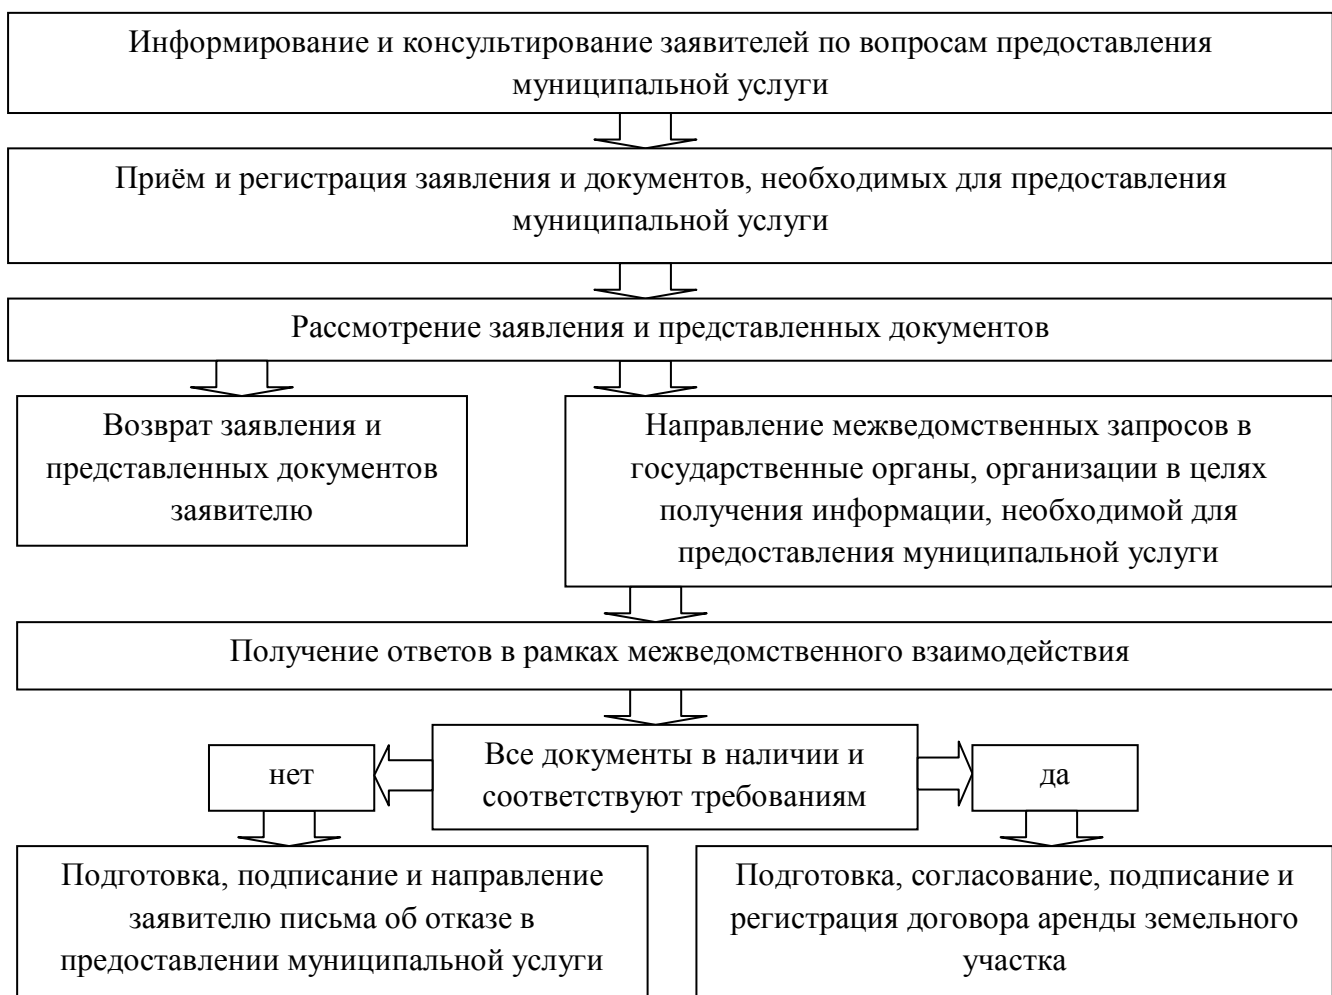 Информирование и консультирование заявителей по вопросам предоставления
муниципальной услуги
Приём и регистрация заявления и документов, необходимых для предоставления
муниципальной услуги
Рассмотрение заявления и представленных документов
Возврат заявления и
представленных документов
заявителю
Направление межведомственных запросов в
государственные органы, организации в целях
получения информации, необходимой для
предоставления муниципальной услуги
Получение ответов в рамках межведомственного взаимодействия
Все документы в наличии и
соответствуют требованиям
нет
да
Подготовка, подписание и направление
заявителю письма об отказе в
предоставлении муниципальной услуги
Подготовка, согласование, подписание и
регистрация договора аренды земельного
участка